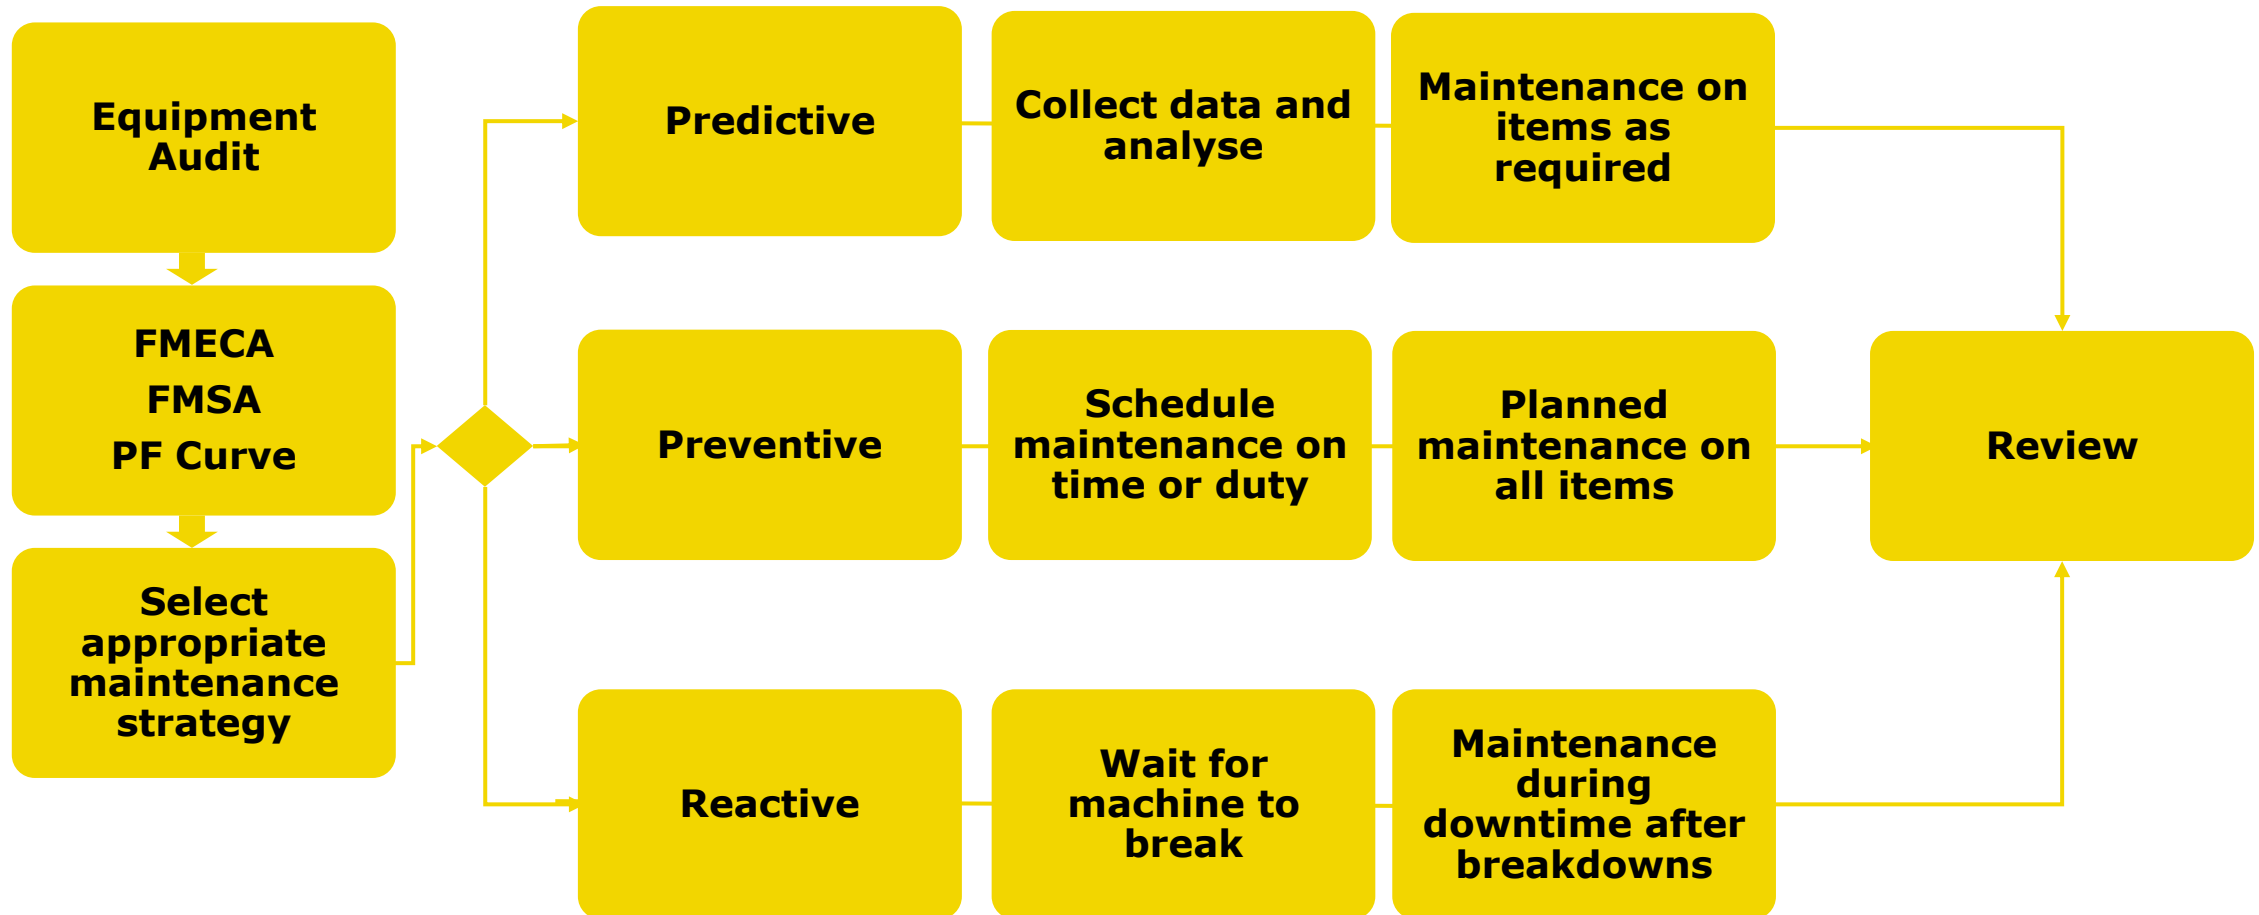 Equipment
Audit
FMECA
FMSA
PF Curve
Select
appropriate
maintenance
strategy
Predictive
Collect data and
analyse
Maintenance on
items as
required
Preventive
Schedule
maintenance on
time or duty
Planned
maintenance on
all items
Reactive
Wait for
machine to
break
Maintenance
during
downtime after
breakdowns
Review